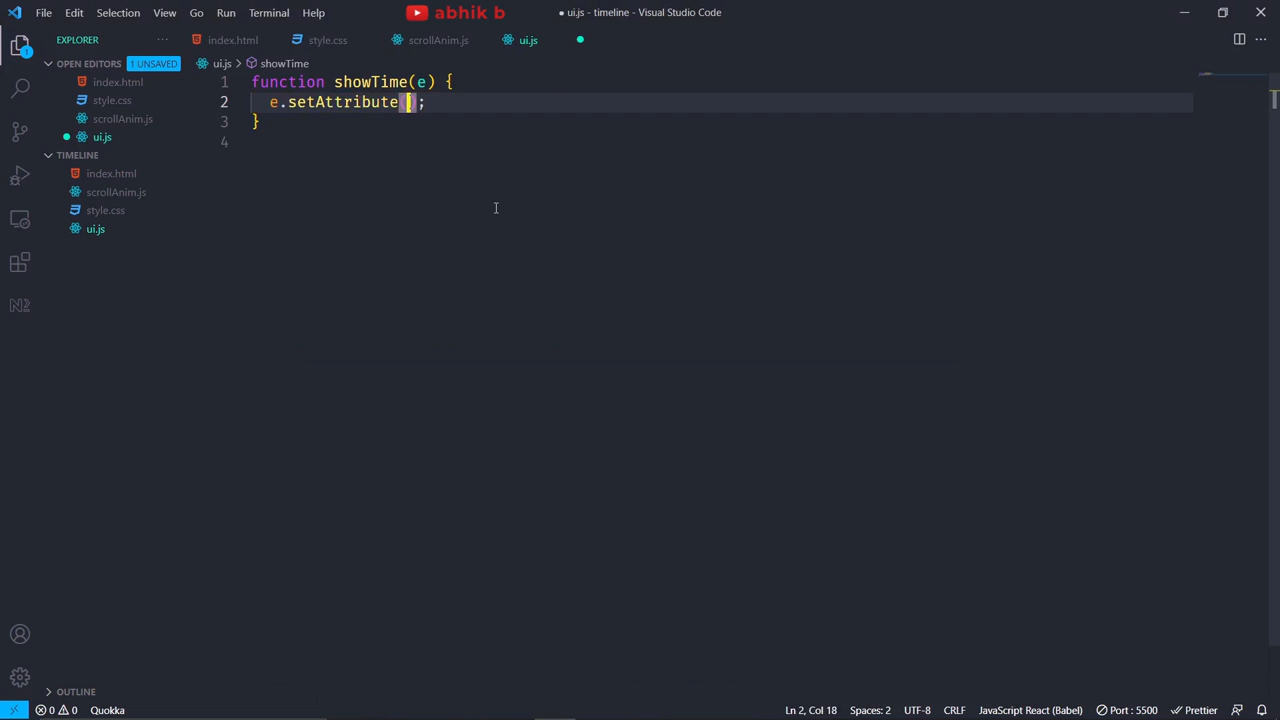 File Edit Selection View Go Run Terminal Help abhik b ● ui.js - timeline - Visual Studio Code
EXPLORER ··· index.html style.css scrollAnim.js ui.js
OPEN EDITORS 1 UNSAVED ui.js > showTime
index.html 1 function showTime(e) {
style.css 2 e.setAttribute();
scrollAnim.js 3 }
ui.js 4
TIMELINE
index.html
scrollAnim.js
style.css
ui.js
OUTLINE
0 0 Quokka Ln 2, Col 18 Spaces: 2 UTF-8 CRLF JavaScript React (Babel) Port : 5500 Prettier